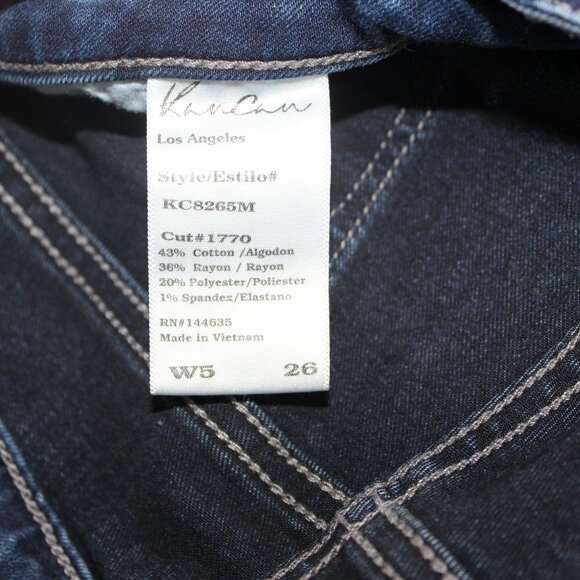 KanCan
Los Angeles
Style/Estilo#
KC8265M
Cut#1770
43% Cotton /Algodon
36% Rayon / Rayon
20% Polyester/Poliester
1% Spandex/Elastano
RN#144635
Made in Vietnam
W5 26